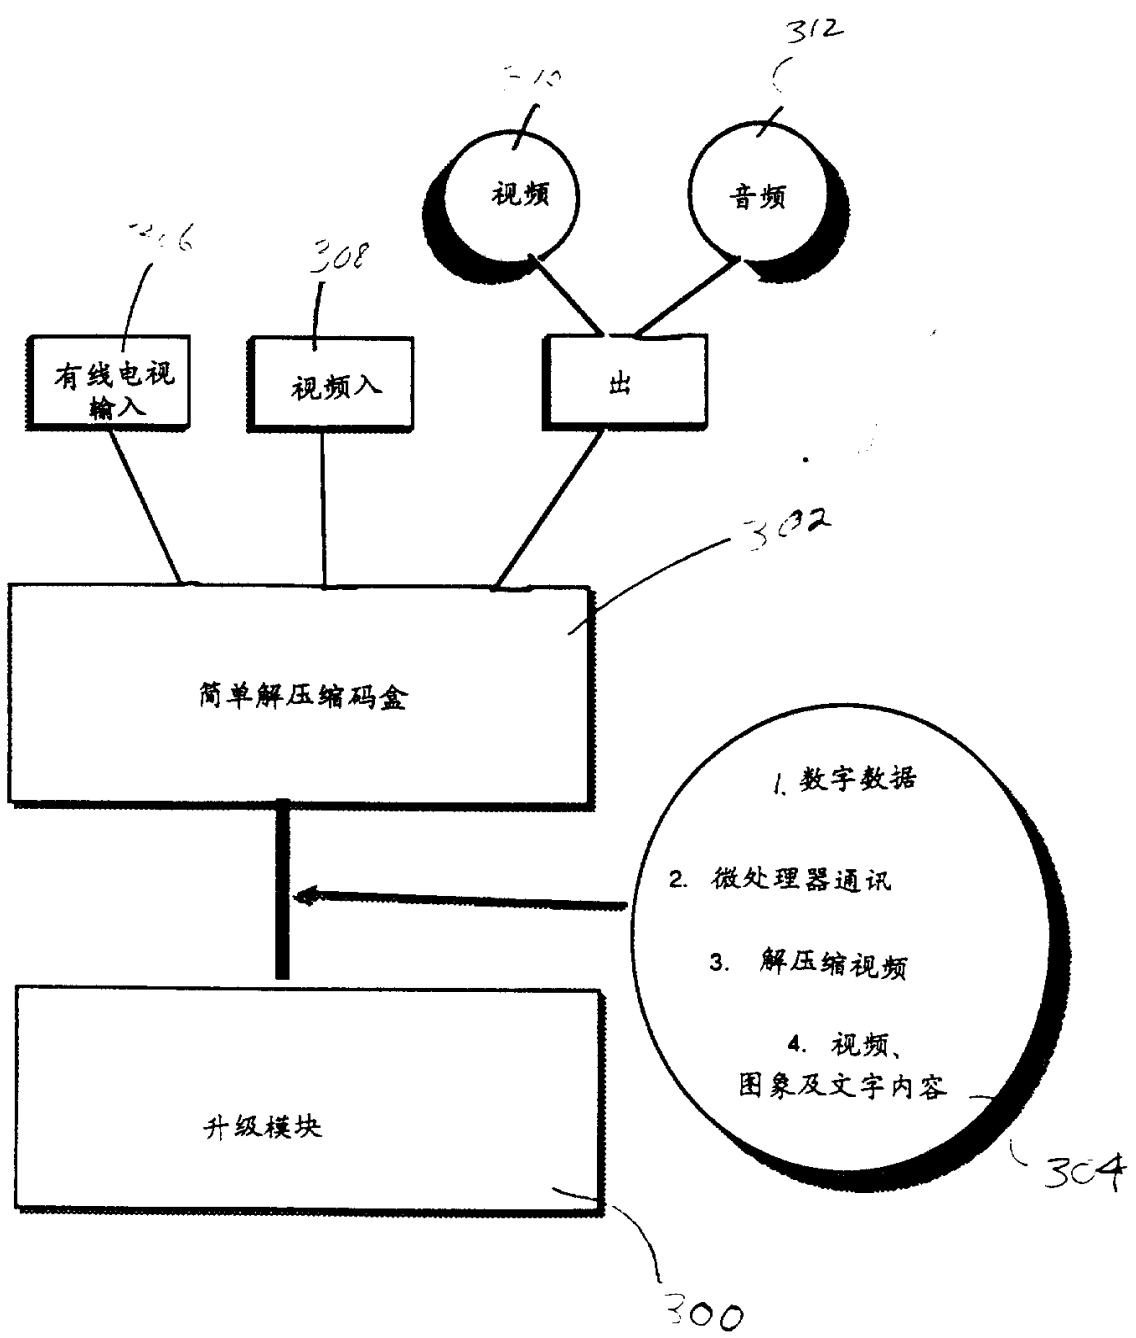 312
视频
音频
308
有线电视
输入
视频入
出
302
简单解压缩码盒
1. 数字数据
2. 微处理器通讯
3. 解压缩视频
4. 视频、
图象及文字内容
升级模块
304
300